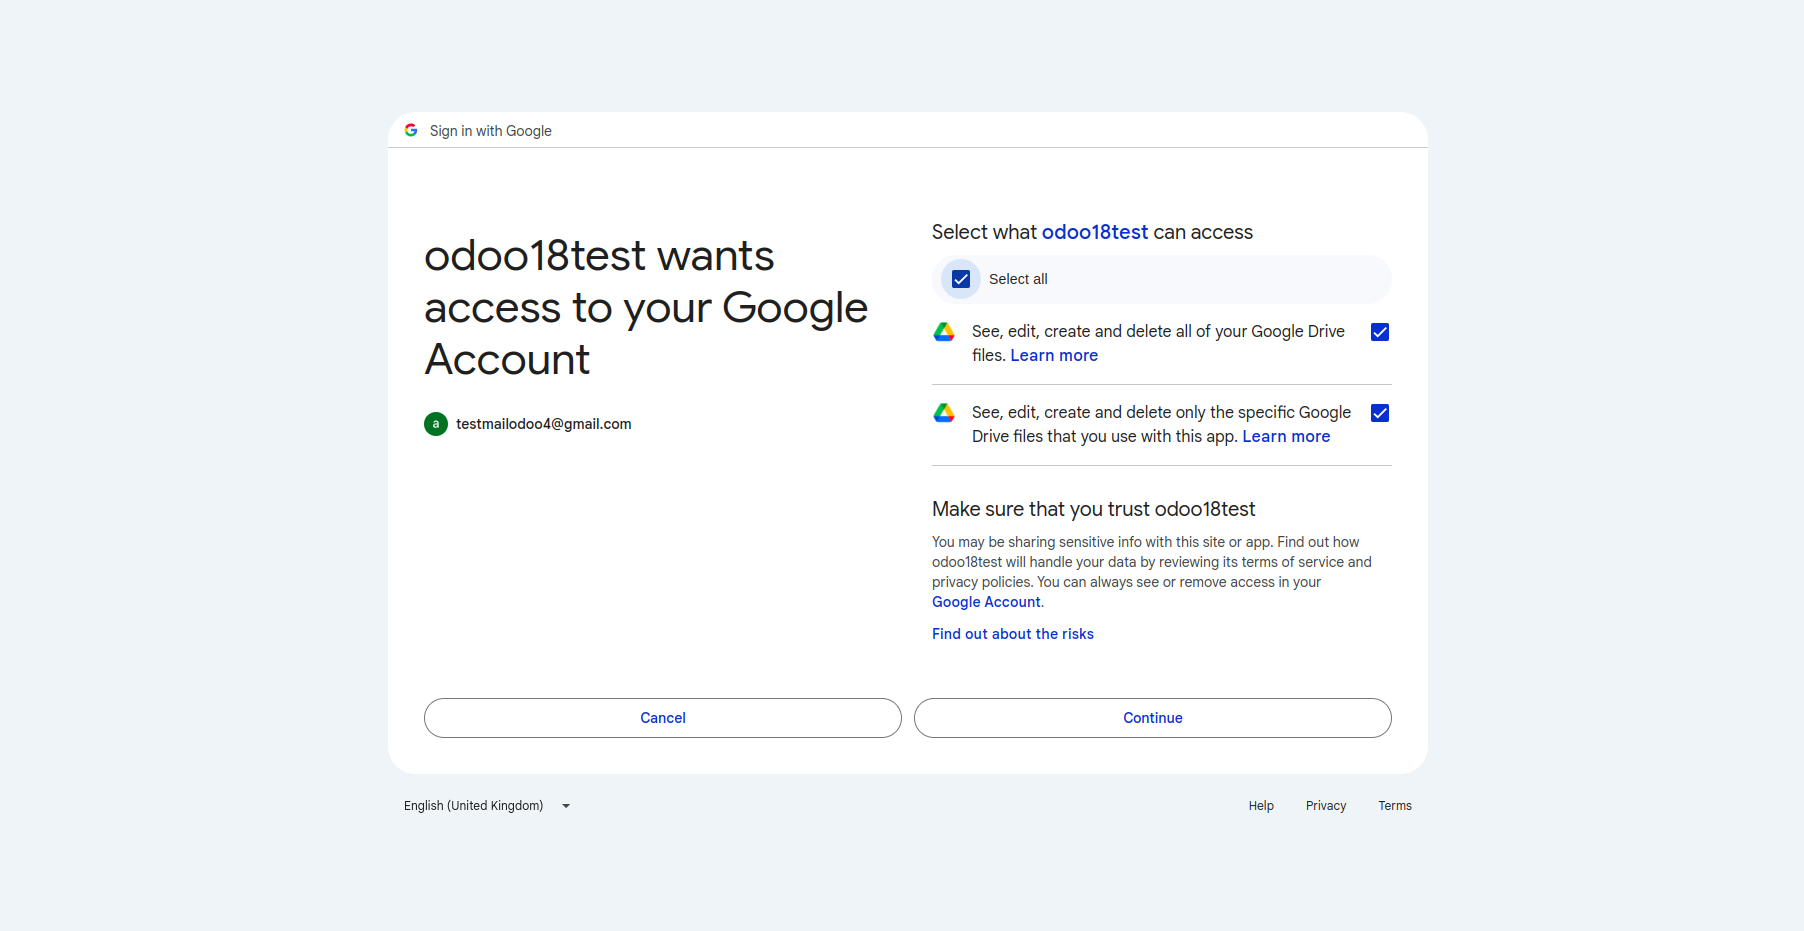 Sign in with Google
odoo18test wants
access to your Google
Account
a testmailodoo4@gmail.com
Select what odoo18test can access
Select all
See, edit, create and delete all of your Google Drive
files. Learn more
See, edit, create and delete only the specific Google
Drive files that you use with this app. Learn more
Make sure that you trust odoo18test
You may be sharing sensitive info with this site or app. Find out how
odoo18test will handle your data by reviewing its terms of service and
privacy policies. You can always see or remove access in your
Google Account.
Find out about the risks
Cancel
Continue
English (United Kingdom)
Help Privacy Terms